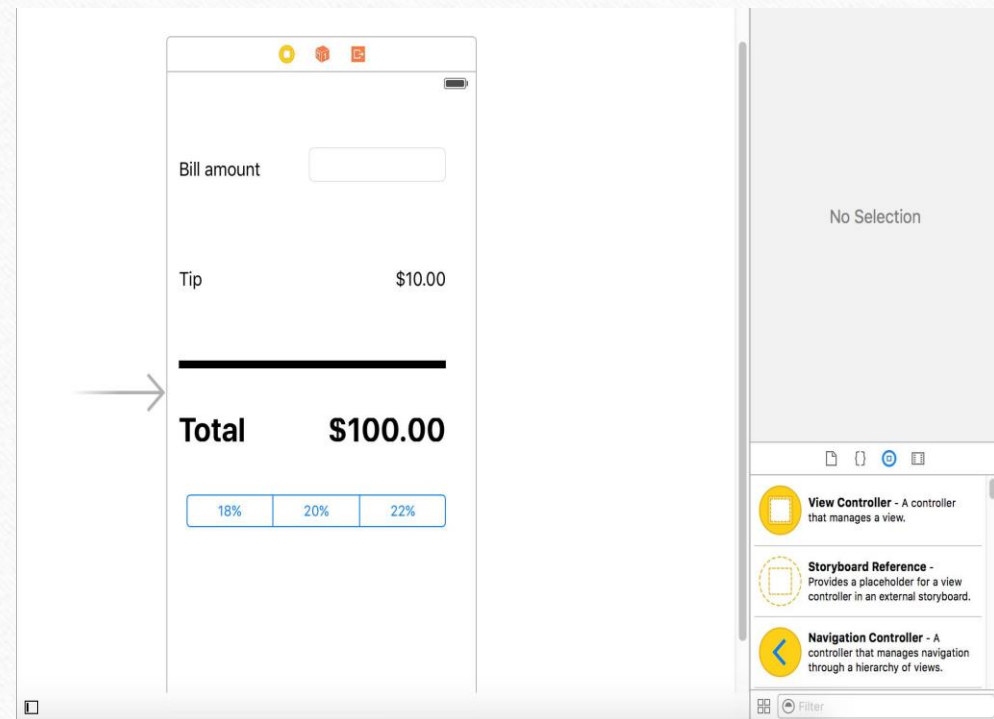 Bill amount
Tip
$10.00
Total
$100.00
18%
20%
22%
No Selection
View Controller - A controller
that manages a view.
Storyboard Reference -
Provides a placeholder for a view
controller in an external storyboard.
Navigation Controller - A
controller that manages navigation
through a hierarchy of views.
Filter